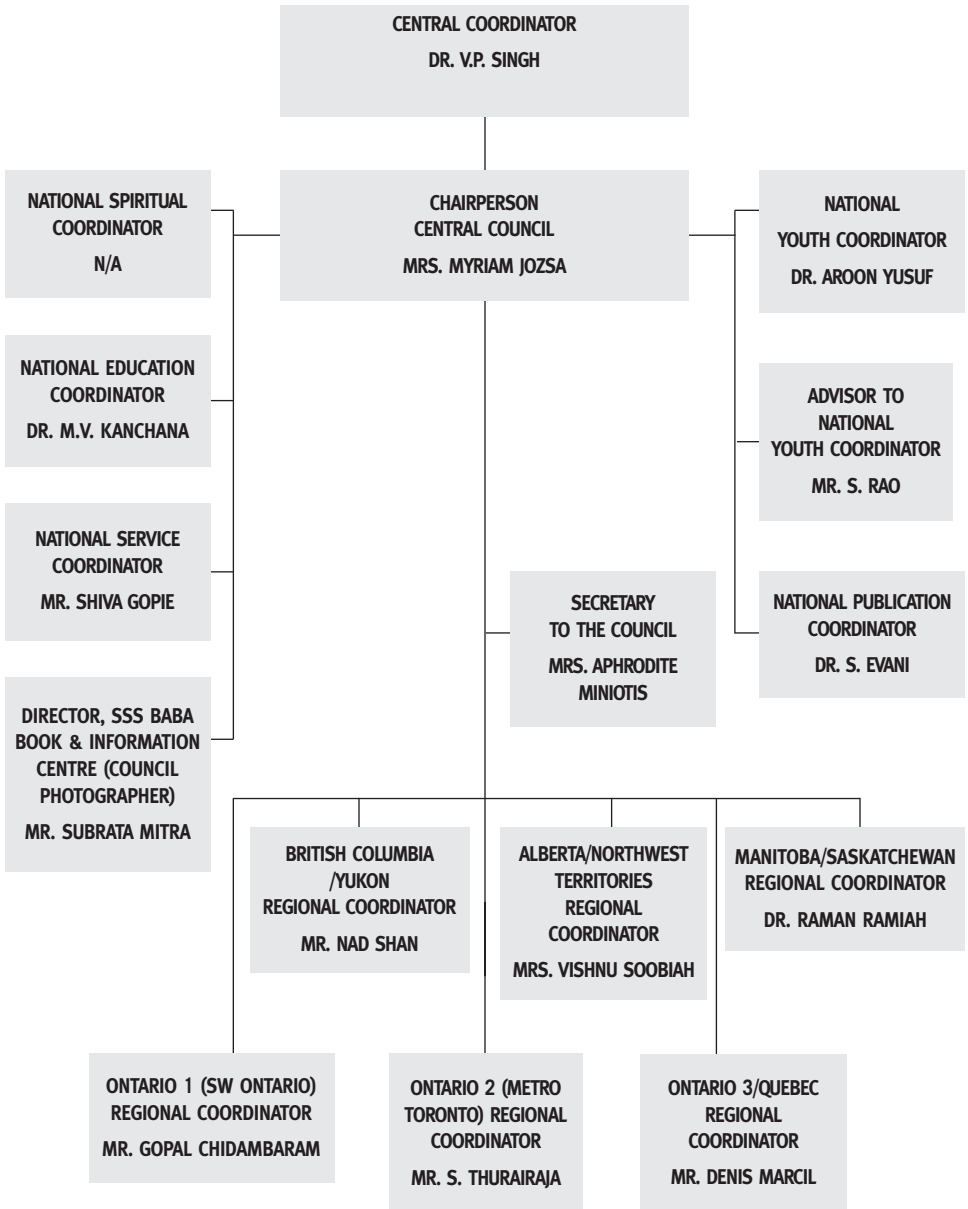 CENTRAL COORDINATOR
DR. V.P. SINGH
NATIONAL SPIRITUAL
COORDINATOR
N/A
CHAIRPERSON
CENTRAL COUNCIL
MRS. MYRIAM JOZSA
NATIONAL
YOUTH COORDINATOR
DR. AROON YUSUF
NATIONAL EDUCATION
COORDINATOR
DR. M.V. KANCHANA
ADVISOR TO
NATIONAL
YOUTH COORDINATOR
MR. S. RAO
NATIONAL SERVICE
COORDINATOR
MR. SHIVA GOPIE
SECRETARY
TO THE COUNCIL
MRS. APHRODITE
MINIOTIS
NATIONAL PUBLICATION
COORDINATOR
DR. S. EVANI
DIRECTOR, SSS BABA
BOOK & INFORMATION
CENTRE (COUNCIL
PHOTOGRAPHER)
MR. SUBRATA MITRA
BRITISH COLUMBIA
/YUKON
REGIONAL COORDINATOR
MR. NAD SHAN
ALBERTA/NORTHWEST
TERRITORIES
REGIONAL
COORDINATOR
MRS. VISHNU SOOBIAH
MANITOBA/SASKATCHEWAN
REGIONAL COORDINATOR
DR. RAMAN RAMIAH
ONTARIO 1 (SW ONTARIO)
REGIONAL COORDINATOR
MR. GOPAL CHIDAMBARAM
ONTARIO 2 (METRO
TORONTO) REGIONAL
COORDINATOR
MR. S. THURAIRAJA
ONTARIO 3/QUEBEC
REGIONAL
COORDINATOR
MR. DENIS MARCIL